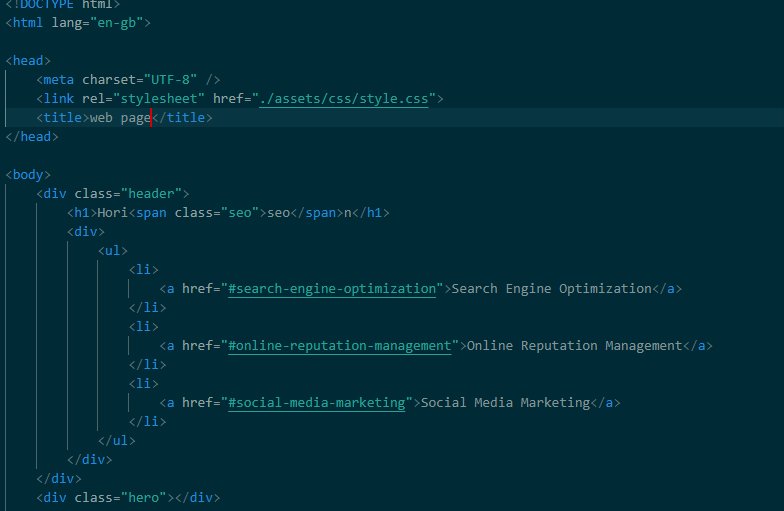 <!DOCTYPE html>
<html lang="en-gb">
<head>
<meta charset="UTF-8" />
<link rel="stylesheet" href="./assets/css/style.css">
<title>web page</title>
</head>
<body>
<div class="header">
<h1>Hori<span class="seo">seo</span>n</h1>
<div>
<ul>
<li>
<a href="#search-engine-optimization">Search Engine Optimization</a>
</li>
<li>
<a href="#online-reputation-management">Online Reputation Management</a>
</li>
<li>
<a href="#social-media-marketing">Social Media Marketing</a>
</li>
</ul>
</div>
</div>
<div class="hero"></div>